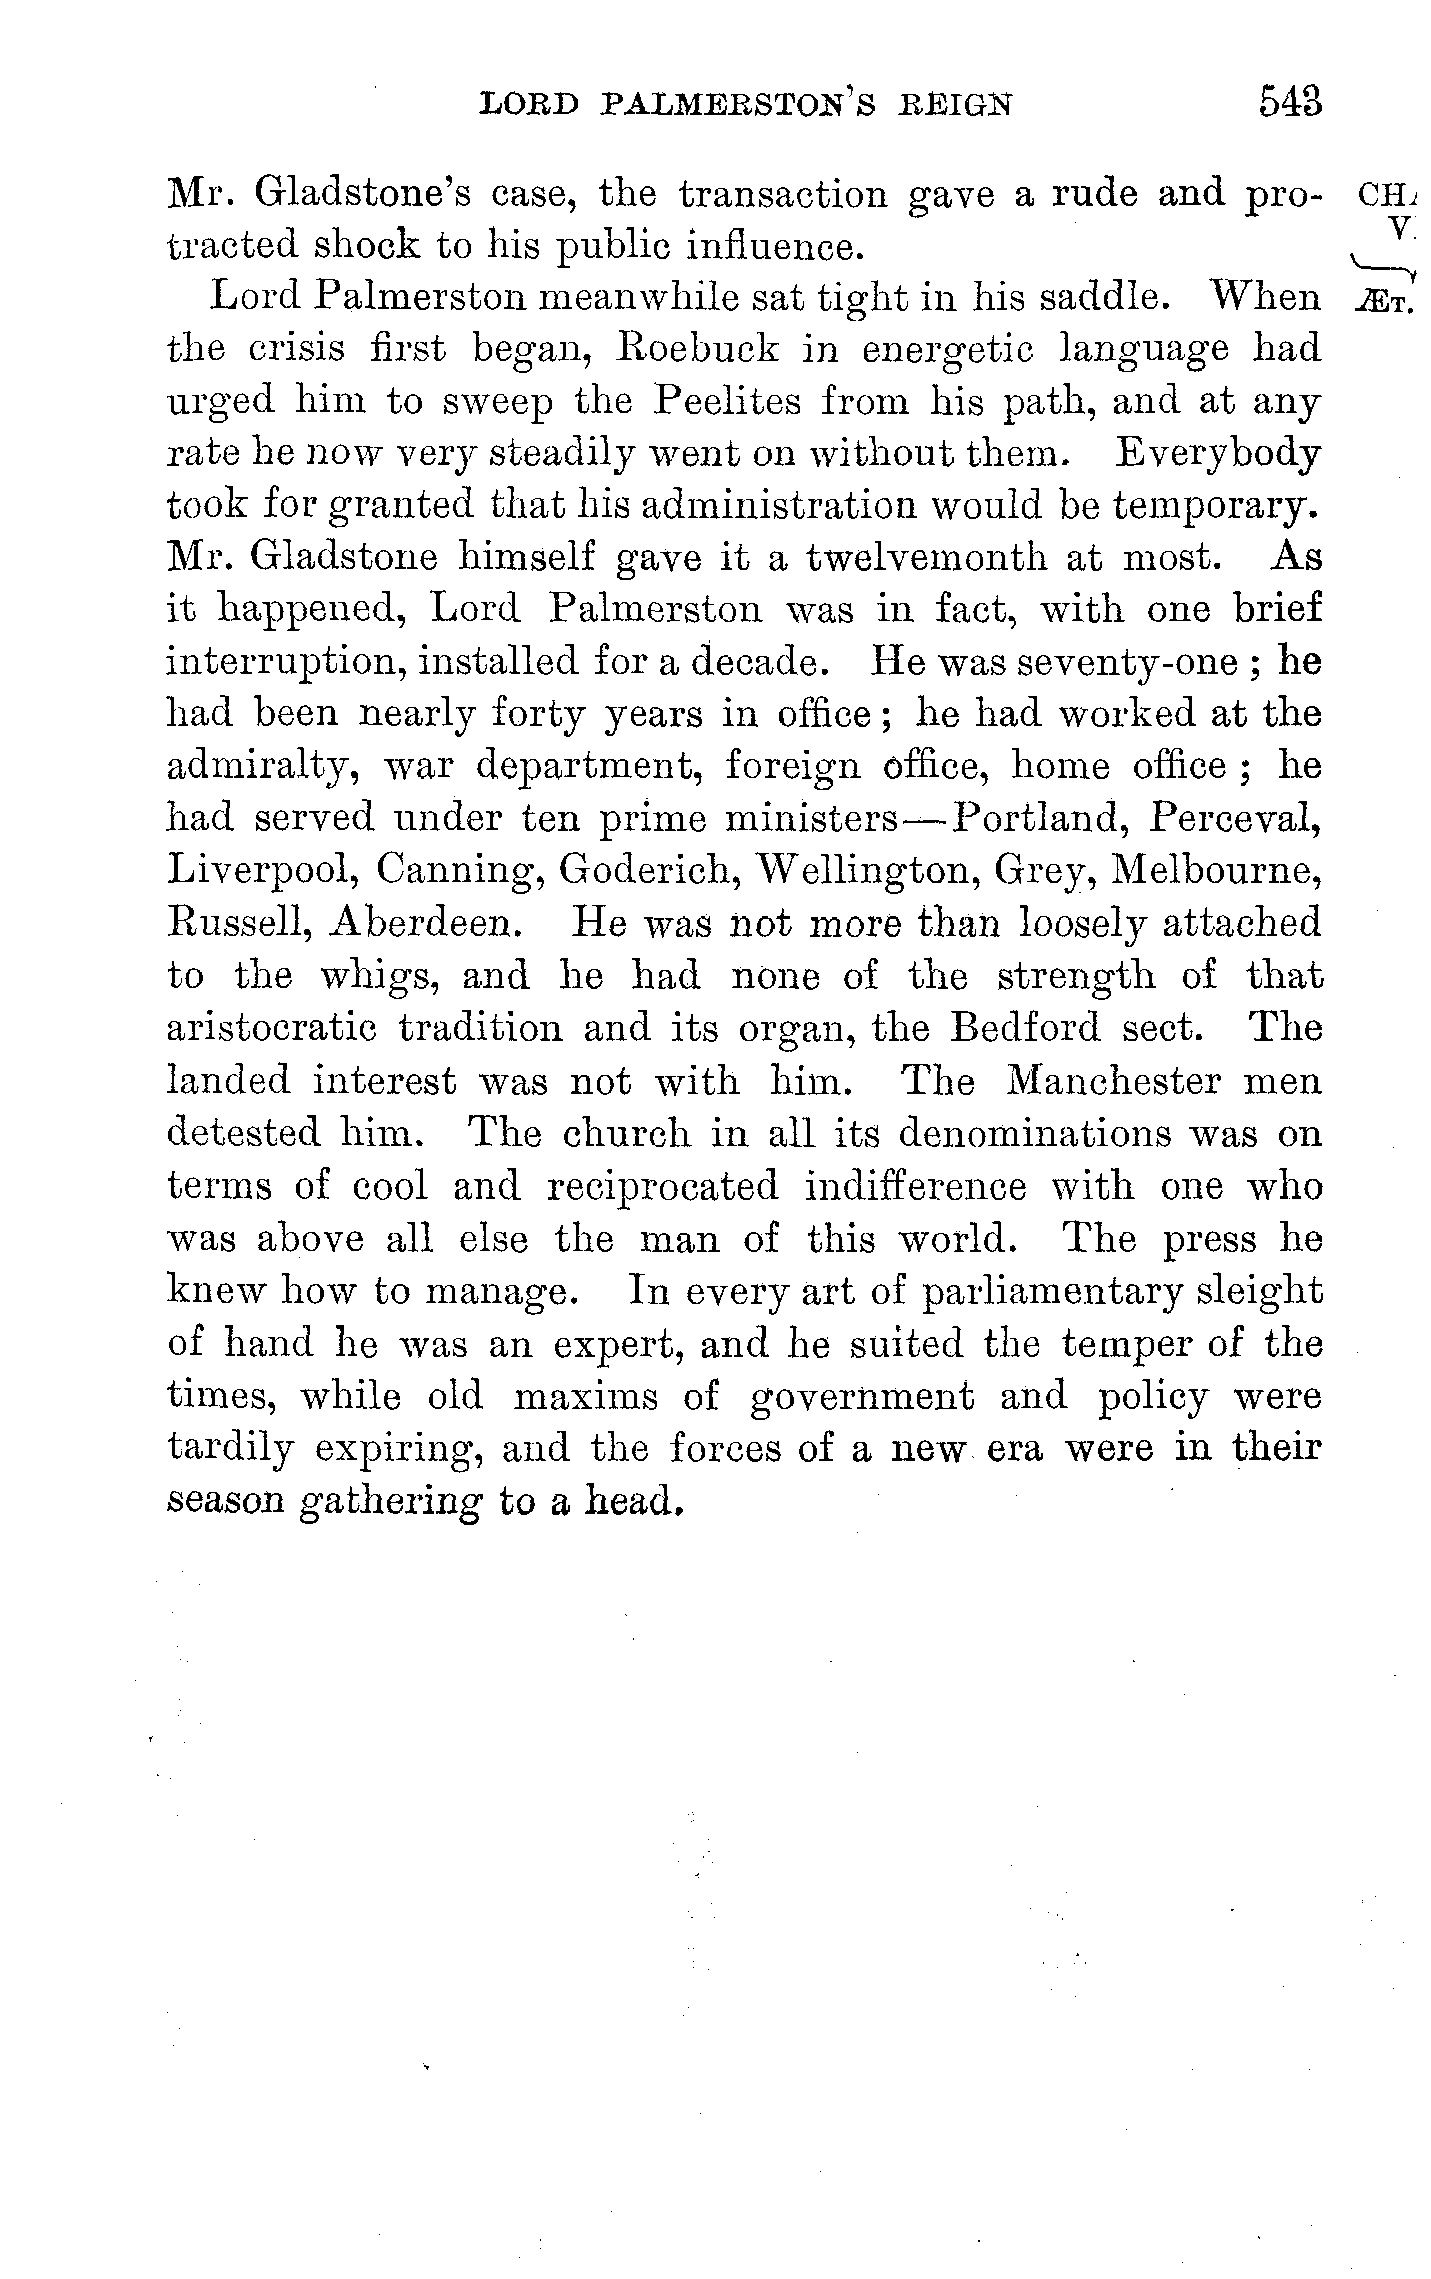 LORD PALMERSTON'S REIGN 543
Mr. Gladstone's case, the transaction gave a rude and pro-
tracted shock to his public influence.
Lord Palmerston meanwhile sat tight in his saddle. When
the crisis first began, Roebuck in energetic language had
urged him to sweep the Peelites from his path, and at any
rate he now very steadily went on without them. Everybody
took for granted that his administration would be temporary.
Mr. Gladstone himself gave it a twelvemonth at most. As
it happened, Lord Palmerston was in fact, with one brief
interruption, installed for a decade. He was seventy-one ; he
had been nearly forty years in office ; he had worked at the
admiralty, war department, foreign office, home office ; he
had served under ten prime ministers—Portland, Perceval,
Liverpool, Canning, Goderich, Wellington, Grey, Melbourne,
Russell, Aberdeen. He was not more than loosely attached
to the whigs, and he had none of the strength of that
aristocratic tradition and its organ, the Bedford sect. The
landed interest was not with him. The Manchester men
detested him. The church in all its denominations was on
terms of cool and reciprocated indifference with one who
was above all else the man of this world. The press he
knew how to manage. In every art of parliamentary sleight
of hand he was an expert, and he suited the temper of the
times, while old maxims of government and policy were
tardily expiring, and the forces of a new era were in their
season gathering to a head.
ÆT.